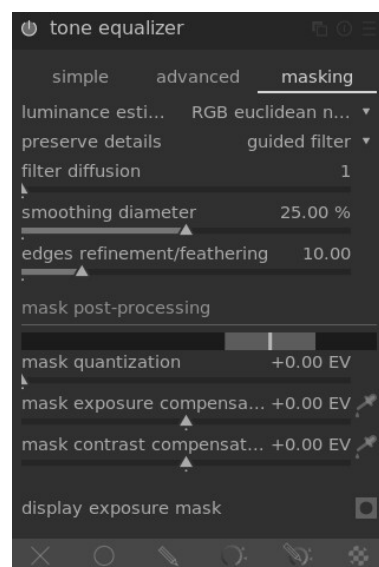 tone equalizer
simple advanced masking
luminance esti... RGB euclidean n...
preserve details guided filter
filter diffusion 1
smoothing diameter 25.00 %
edges refinement/feathering 10.00
mask post-processing
mask quantization +0.00 EV
mask exposure compensa... +0.00 EV
mask contrast compensat... +0.00 EV
display exposure mask